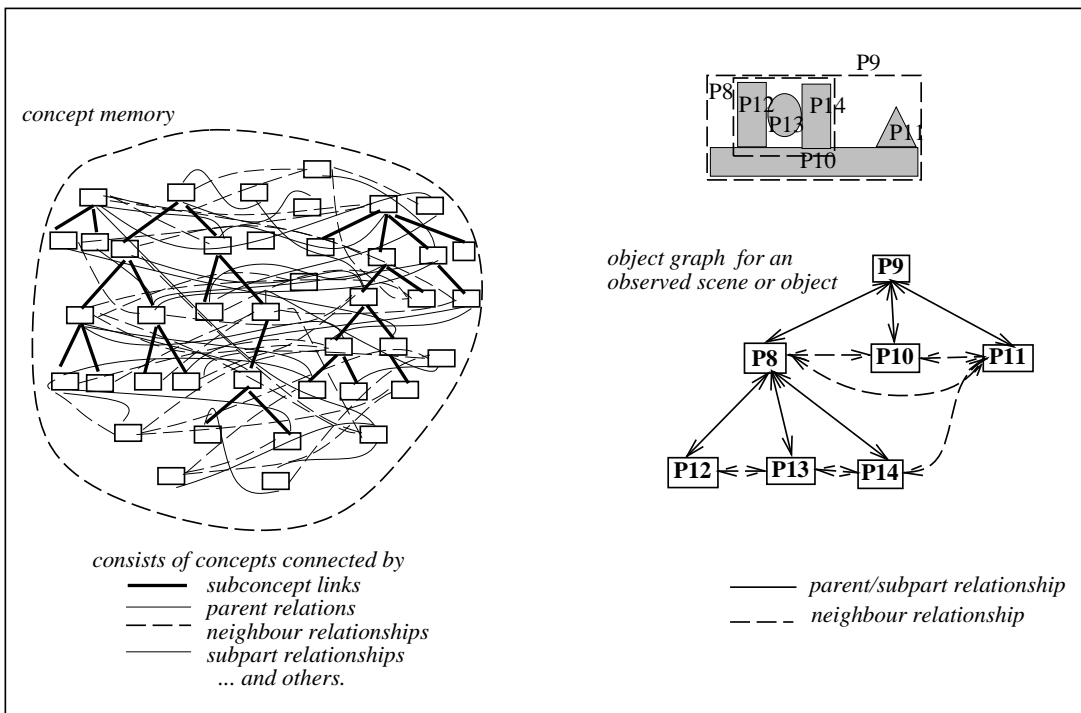 concept memory
consists of concepts connected by
subconcept links
parent relations
neighbour relationships
subpart relationships
... and others.
P9
P8
P12
P14
P13
P11
P10
object graph for an
observed scene or object
P9
P8
P10
P11
P12
P13
P14
parent/subpart relationship
neighbour relationship